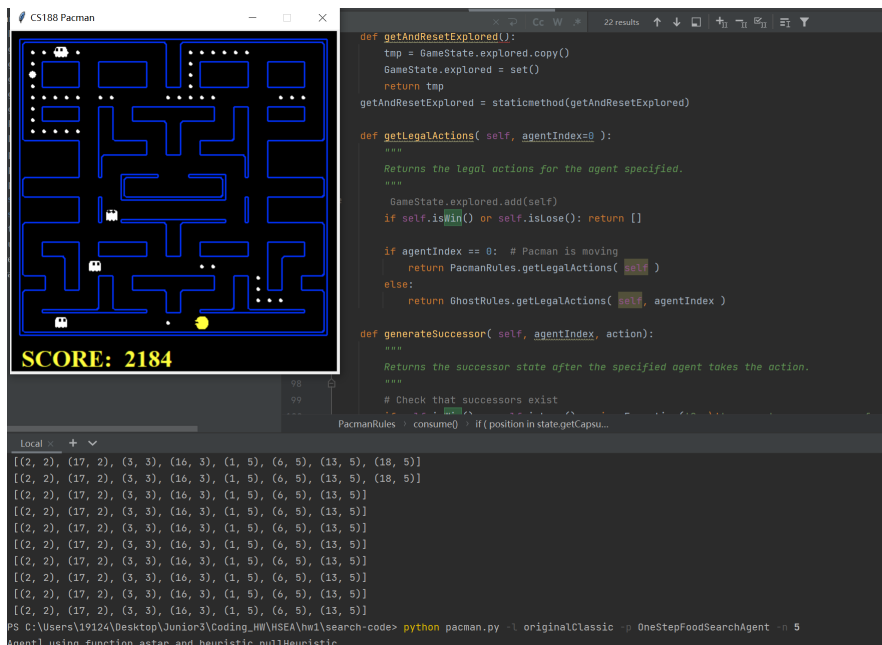 CS188 Pacman
SCORE: 2184
Cc W .* 22 results
def getAndResetExplored():
tmp = GameState.explored.copy()
GameState.explored = set()
return tmp
getAndResetExplored = staticmethod(getAndResetExplored)
def getLegalActions( self, agentIndex=0 ):
"""
Returns the legal actions for the agent specified.
"""
GameState.explored.add(self)
if self.isWin() or self.isLose(): return []
if agentIndex == 0:  # Pacman is moving
return PacmanRules.getLegalActions( self )
else:
return GhostRules.getLegalActions( self, agentIndex )
def generateSuccessor( self, agentIndex, action):
"""
Returns the successor state after the specified agent takes the action.
98 """
99 # Check that successors exist
PacmanRules › consume() › if ( position in state.getCapsu...
Local × + 
[(2, 2), (17, 2), (3, 3), (16, 3), (1, 5), (6, 5), (13, 5), (18, 5)]
[(2, 2), (17, 2), (3, 3), (16, 3), (1, 5), (6, 5), (13, 5), (18, 5)]
[(2, 2), (17, 2), (3, 3), (16, 3), (1, 5), (6, 5), (13, 5)]
[(2, 2), (17, 2), (3, 3), (16, 3), (1, 5), (6, 5), (13, 5)]
[(2, 2), (17, 2), (3, 3), (16, 3), (1, 5), (6, 5), (13, 5)]
[(2, 2), (17, 2), (3, 3), (16, 3), (1, 5), (6, 5), (13, 5)]
[(2, 2), (17, 2), (3, 3), (16, 3), (1, 5), (6, 5), (13, 5)]
[(2, 2), (17, 2), (3, 3), (16, 3), (1, 5), (6, 5), (13, 5)]
[(2, 2), (17, 2), (3, 3), (16, 3), (1, 5), (6, 5), (13, 5)]
[(2, 2), (17, 2), (3, 3), (16, 3), (1, 5), (6, 5), (13, 5)]
PS C:\Users\19124\Desktop\Junior3\Coding_HW\HSEA\hw1\search-code> python pacman.py -l originalClassic -p OneStepFoodSearchAgent -n 5
Agent] using function astar and heuristic nullHeuristic